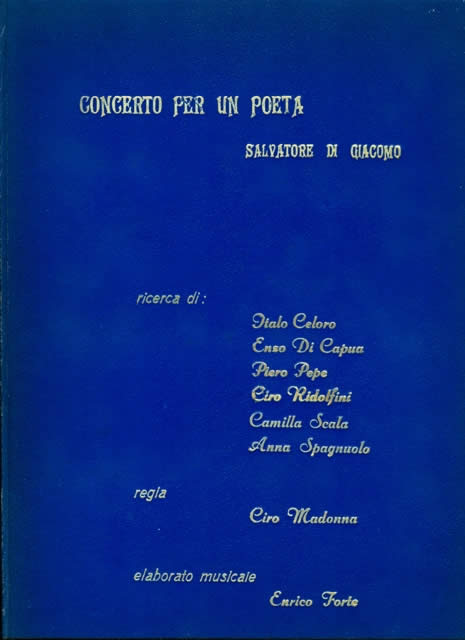 CONCERTO PER UN POETA
SALVATORE DI GIACOMO
ricerca di:
Italo Celoro
Enzo Di Capua
Piero Pepe
Ciro Ridolfini
Camilla Scala
Anna Spagnuolo
regia
Ciro Madonna
elaborato musicale
Enrico Forte